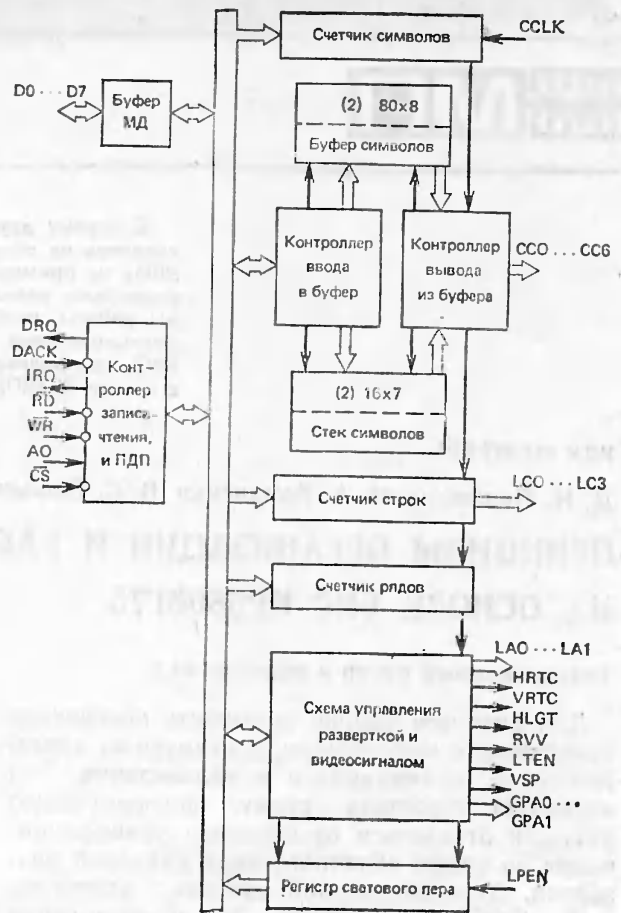 Счетчик символов
CCLK
D0 ... D7
Буфер
МД
(2) 80x8
Буфер символов
Контроллер
ввода
в буфер
Контроллер
вывода
из буфера
CC0 ... CC6
DRQ
DACK
IRQ
RD
WR
A0
CS
Конт-
роллер
записи-
чтения,
и ПДП
(2) 16x7
Стек символов
Счетчик строк
LC0 ... LC3
Счетчик рядов
Схема управления
разверткой и
видеосигналом
LA0 ... LA1
HRTC
VRTC
HLGT
RVV
LTEN
VSP
GPA0 ...
GPA1
Регистр светового пера
LPEN